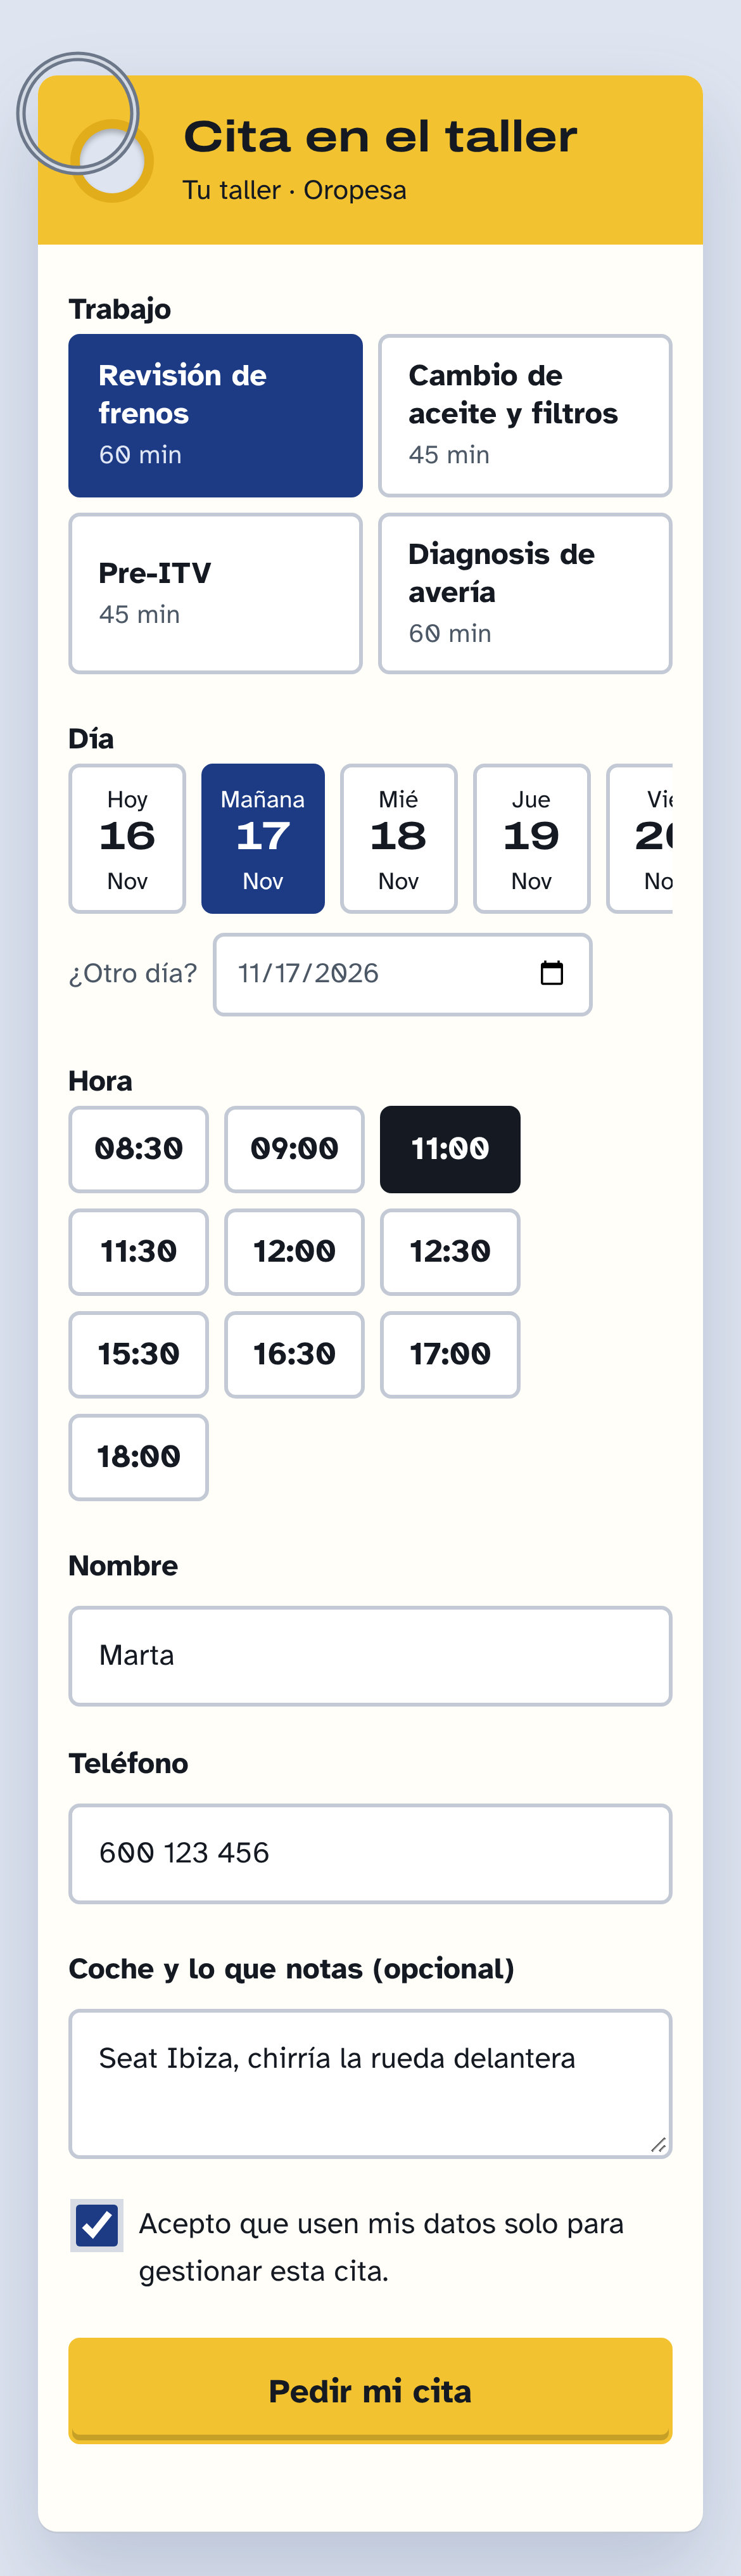 Cita en el taller
Tu taller · Oropesa
Trabajo
Revisión de
frenos
60 min
Cambio de
aceite y filtros
45 min
Pre-ITV
45 min
Diagnosis de
avería
60 min
Día
Hoy
16
Nov
Mañana
17
Nov
Mié
18
Nov
Jue
19
Nov
¿Otro día?
11/17/2026
Hora
08:30
09:00
11:00
11:30
12:00
12:30
15:30
16:30
17:00
18:00
Nombre
Marta
Teléfono
600 123 456
Coche y lo que notas (opcional)
Seat Ibiza, chirría la rueda delantera
Acepto que usen mis datos solo para
gestionar esta cita.
Pedir mi cita